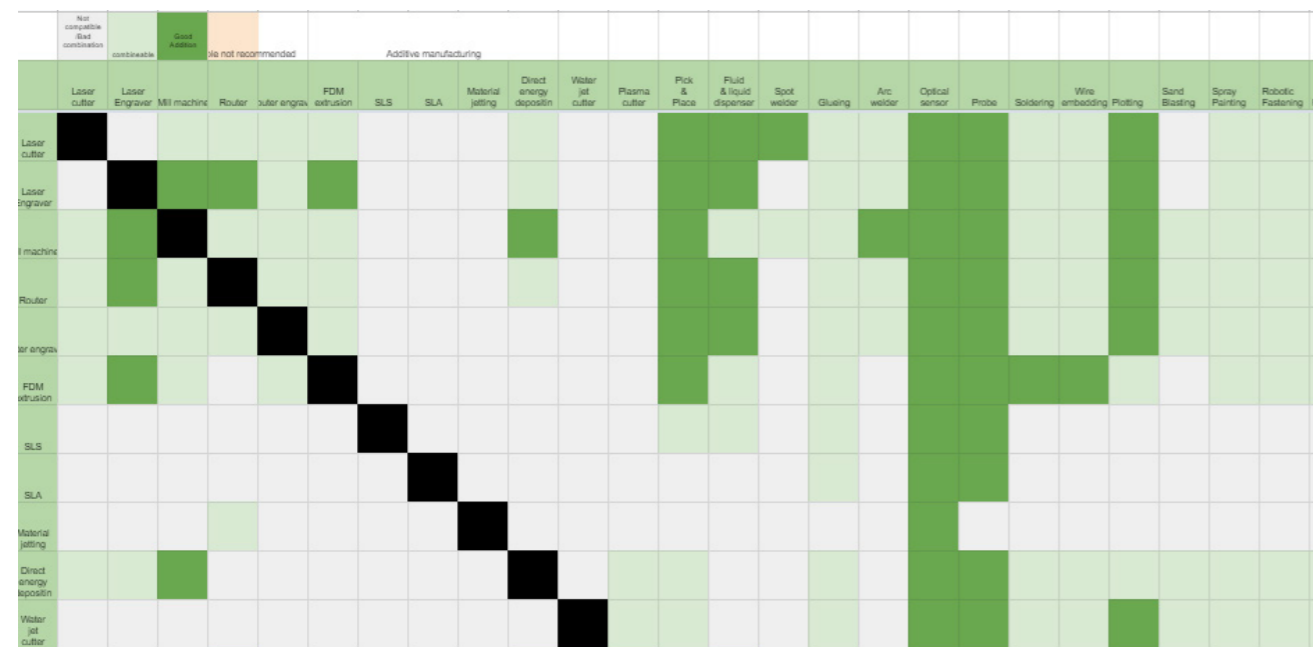 Not
compatible
/Bad
combination
combineable
Good
Addition
ble not recommended
Additive manufacturing
Laser
cutter
Laser
Engraver
Mill machine
Router
outer engrav
FDM
extrusion
SLS
SLA
Material
jetting
Direct
energy
depositin
Water
jet
cutter
Plasma
cutter
Pick
&
Place
Fluid
& liquid
dispenser
Spot
welder
Glueing
Arc
welder
Optical
sensor
Probe
Soldering
Wire
embedding
Plotting
Sand
Blasting
Spray
Painting
Robotic
Fastening
Laser
cutter
Laser
Engraver
ll machine
Router
ter engrav
FDM
extrusion
SLS
SLA
Material
jetting
Direct
energy
depositin
Water
jet
cutter